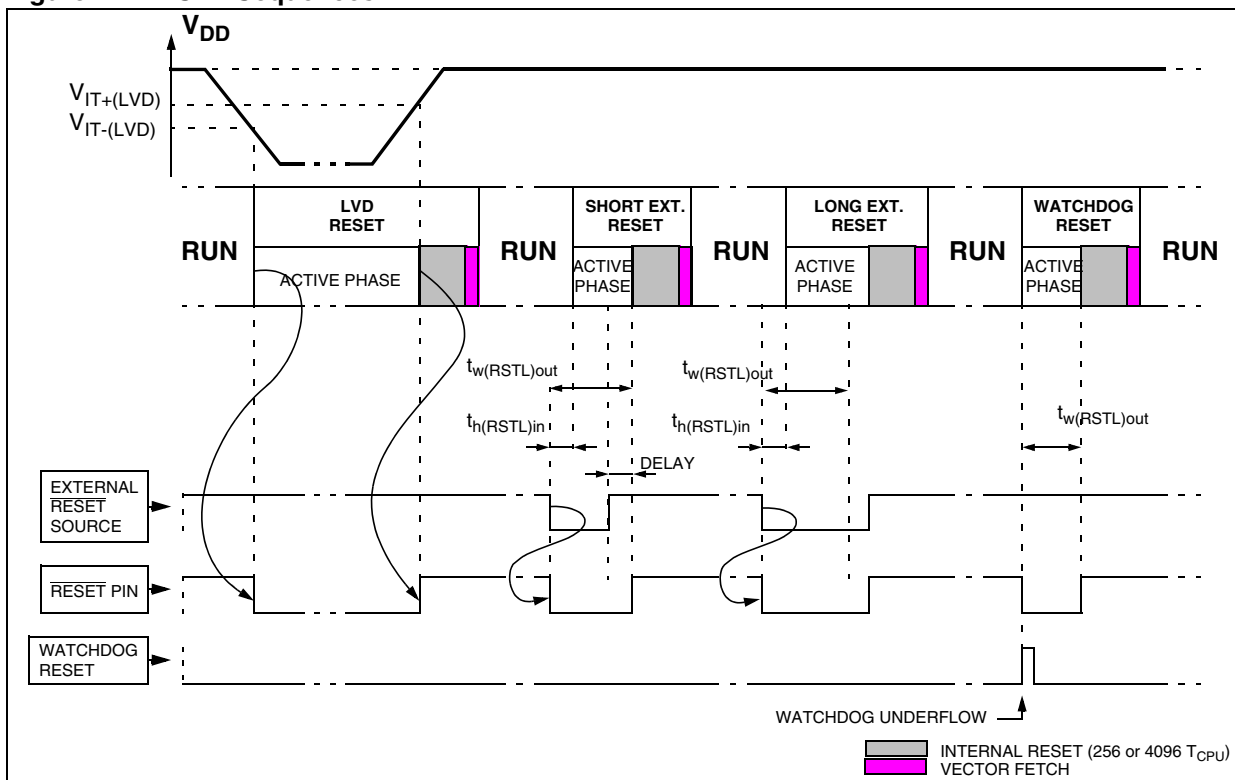 VDD
VIT+(LVD)
VIT-(LVD)
LVD
RESET
SHORT EXT.
RESET
LONG EXT.
RESET
WATCHDOG
RESET
RUN
RUN
RUN
RUN
RUN
ACTIVE PHASE
ACTIVE
PHASE
ACTIVE
PHASE
ACTIVE
PHASE
tw(RSTL)out
tw(RSTL)out
th(RSTL)in
th(RSTL)in
tw(RSTL)out
DELAY
EXTERNAL
RESET
SOURCE
RESET PIN
WATCHDOG
RESET
WATCHDOG UNDERFLOW
INTERNAL RESET (256 or 4096 TCPU)
VECTOR FETCH